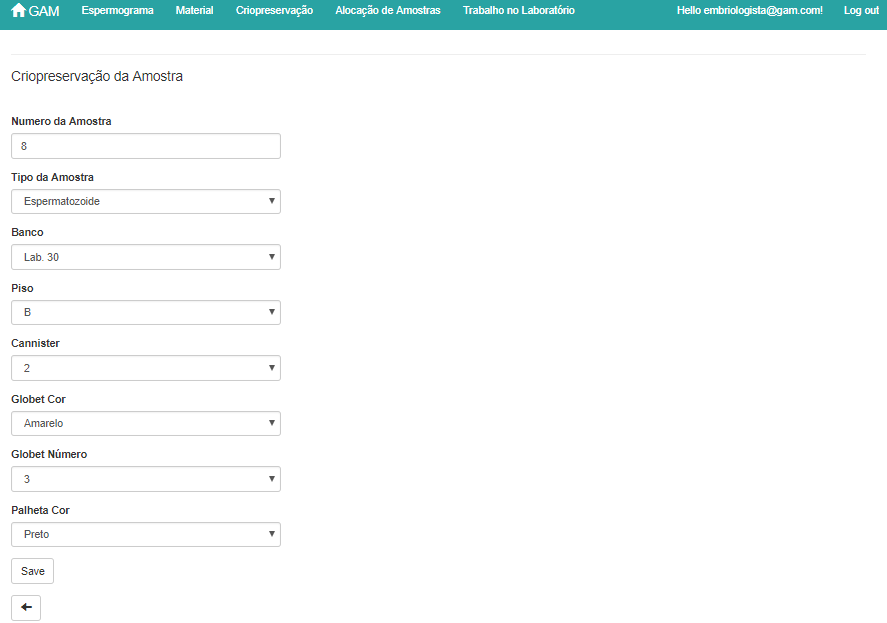 GAM Espermograma Material Criopreservação Alocação de Amostras Trabalho no Laboratório Hello embriologista@gam.com! Log out
Criopreservação da Amostra
Numero da Amostra
8
Tipo da Amostra
Espermatozoide
Banco
Lab. 30
Piso
B
Cannister
2
Globet Cor
Amarelo
Globet Número
3
Palheta Cor
Preto
Save